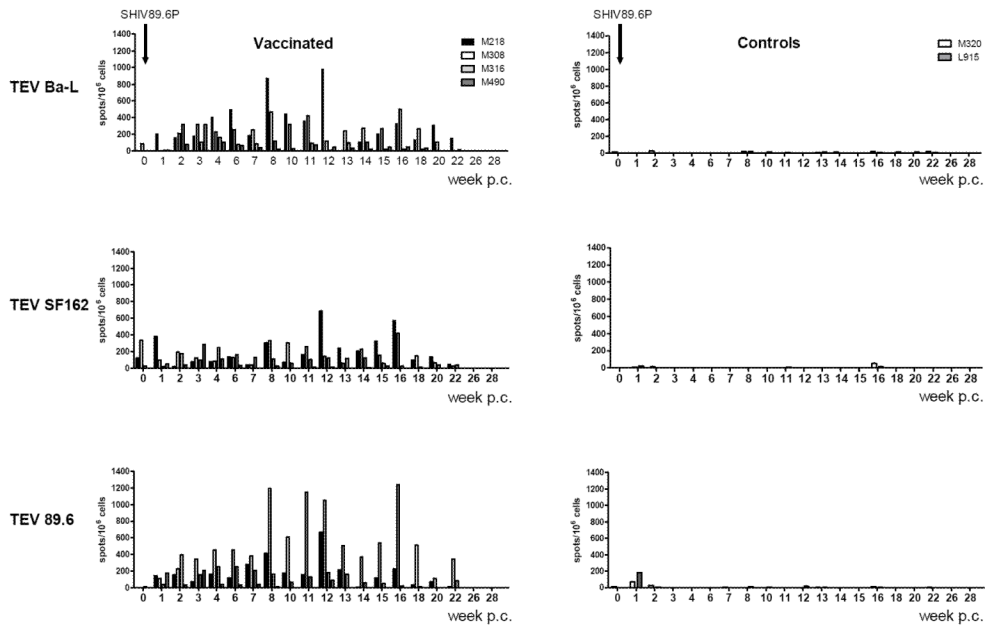 SHIV89.6P
Vaccinated
M218
M308
M316
M490
TEV Ba-L
spots/10⁶ cells
1400
1200
1000
800
600
400
200
0
0 1 2 3 4 6 7 8 10 11 12 13 14 15 16 18 20 22 26 28
week p.c.
SHIV89.6P
Controls
M320
L915
spots/10⁶ cells
1400
1200
1000
800
600
400
200
0
0 1 2 3 4 6 7 8 10 11 12 13 14 15 16 18 20 22 26 28
week p.c.
TEV SF162
spots/10⁶ cells
1400
1200
1000
800
600
400
200
0
0 1 2 3 4 6 7 8 10 11 12 13 14 15 16 18 20 22 26 28
week p.c.
spots/10⁶ cells
1400
1200
1000
800
600
400
200
0
0 1 2 3 4 6 7 8 10 11 12 13 14 15 16 18 20 22 26 28
week p.c.
TEV 89.6
spots/10⁶ cells
1400
1200
1000
800
600
400
200
0
0 1 2 3 4 6 7 8 10 11 12 13 14 15 16 18 20 22 26 28
week p.c.
spots/10⁶ cells
1400
1200
1000
800
600
400
200
0
0 1 2 3 4 6 7 8 10 11 12 13 14 15 16 18 20 22 26 28
week p.c.